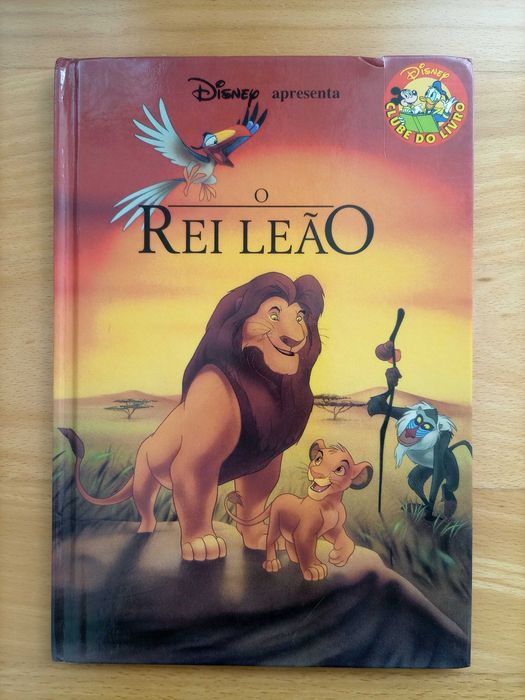 Disney apresenta
Disney
CLUBE DO LIVRO
O
REI LEÃO